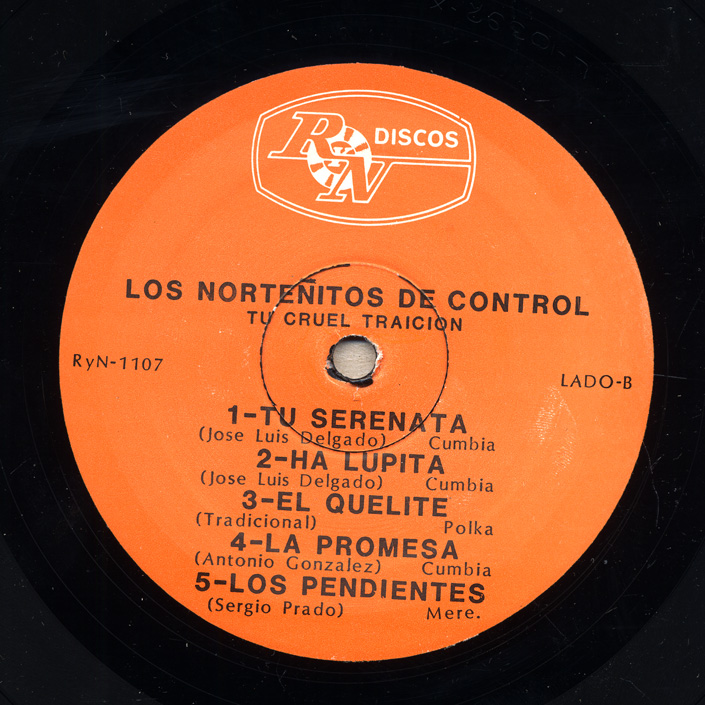 RyN DISCOS
LOS NORTEÑITOS DE CONTROL
TU CRUEL TRAICION
RyN-1107
LADO-B
1-TU SERENATA
(Jose Luis Delgado) Cumbia
2-HA LUPITA
(Jose Luis Delgado) Cumbia
3-EL QUELITE
(Tradicional) Polka
4-LA PROMESA
(Antonio Gonzalez) Cumbia
5-LOS PENDIENTES
(Sergio Prado) Mere.